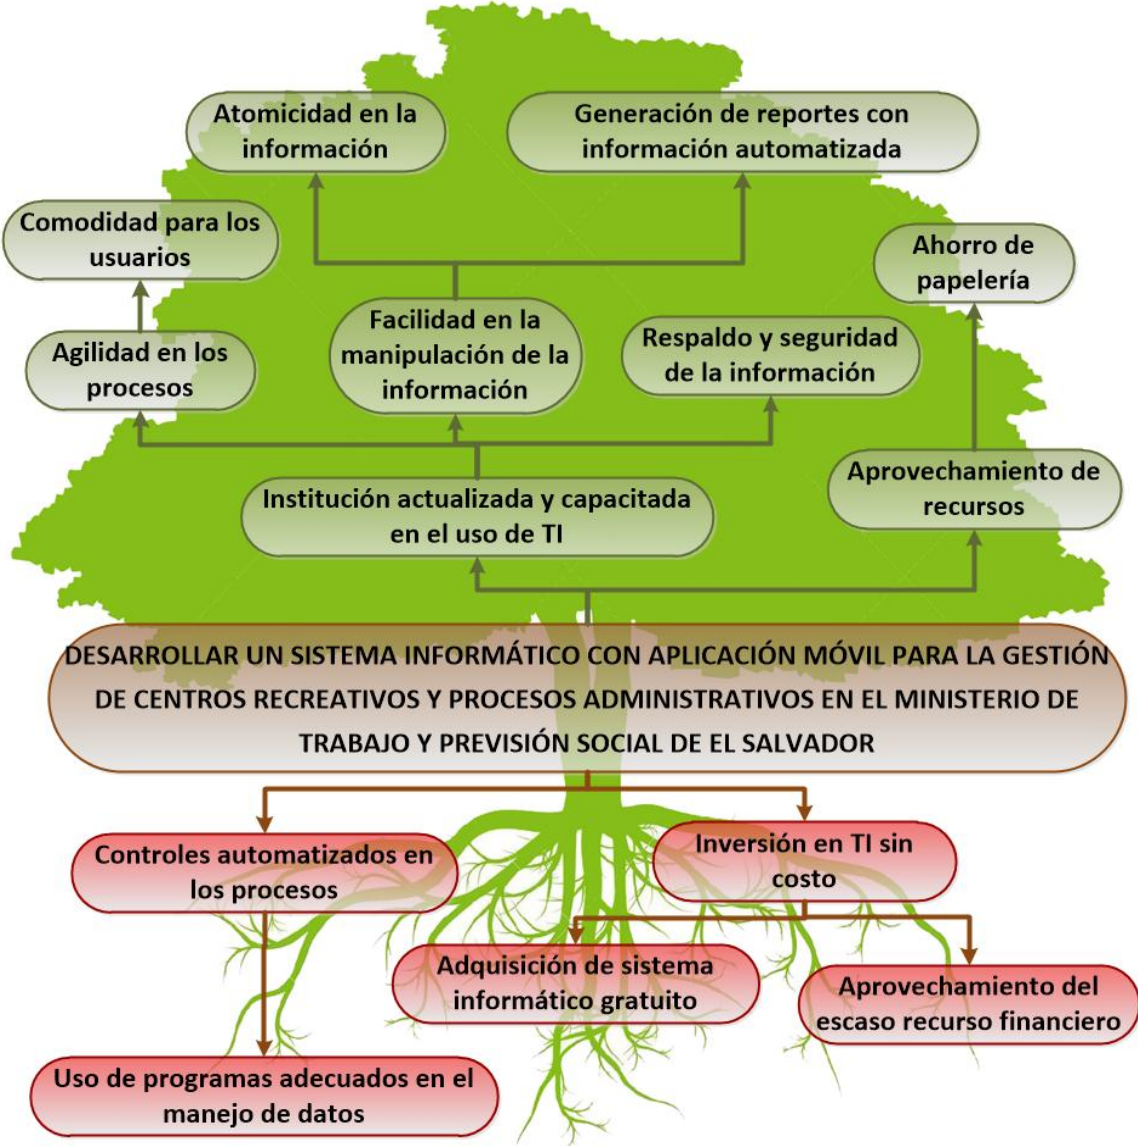 Atomicidad en la
información
Generación de reportes con
información automatizada
Comodidad para los
usuarios
Ahorro de
papelería
Agilidad en los
procesos
Facilidad en la
manipulación de la
información
Respaldo y seguridad
de la información
Aprovechamiento de
recursos
Institución actualizada y capacitada
en el uso de TI
DESARROLLAR UN SISTEMA INFORMÁTICO CON APLICACIÓN MÓVIL PARA LA GESTIÓN
DE CENTROS RECREATIVOS Y PROCESOS ADMINISTRATIVOS EN EL MINISTERIO DE
TRABAJO Y PREVISIÓN SOCIAL DE EL SALVADOR
Controles automatizados en
los procesos
Inversión en TI sin
costo
Adquisición de sistema
informático gratuito
Aprovechamiento del
escaso recurso financiero
Uso de programas adecuados en el
manejo de datos